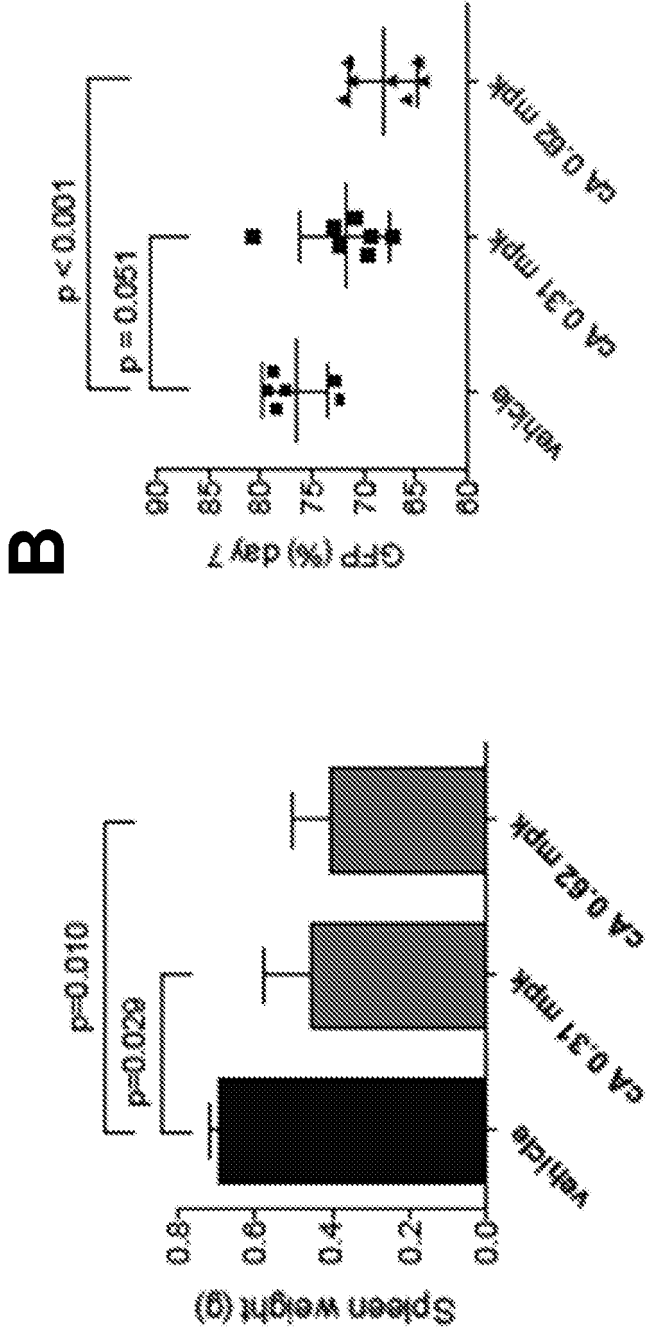 B
p=0.010
p=0.029
Spleen weight (g)
0.8
0.6
0.4
0.2
0.0
vehicle
cA 0.31 mpk
cA 0.62 mpk
p < 0.001
p = 0.051
GFP (%) day 7
90
85
80
75
70
65
60
vehicle
cA 0.31 mpk
cA 0.62 mpk